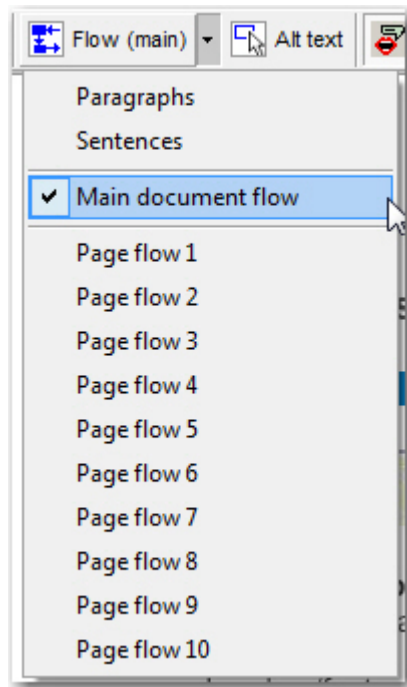 Flow (main) Alt text
Paragraphs
Sentences
Main document flow
Page flow 1
Page flow 2
Page flow 3
Page flow 4
Page flow 5
Page flow 6
Page flow 7
Page flow 8
Page flow 9
Page flow 10